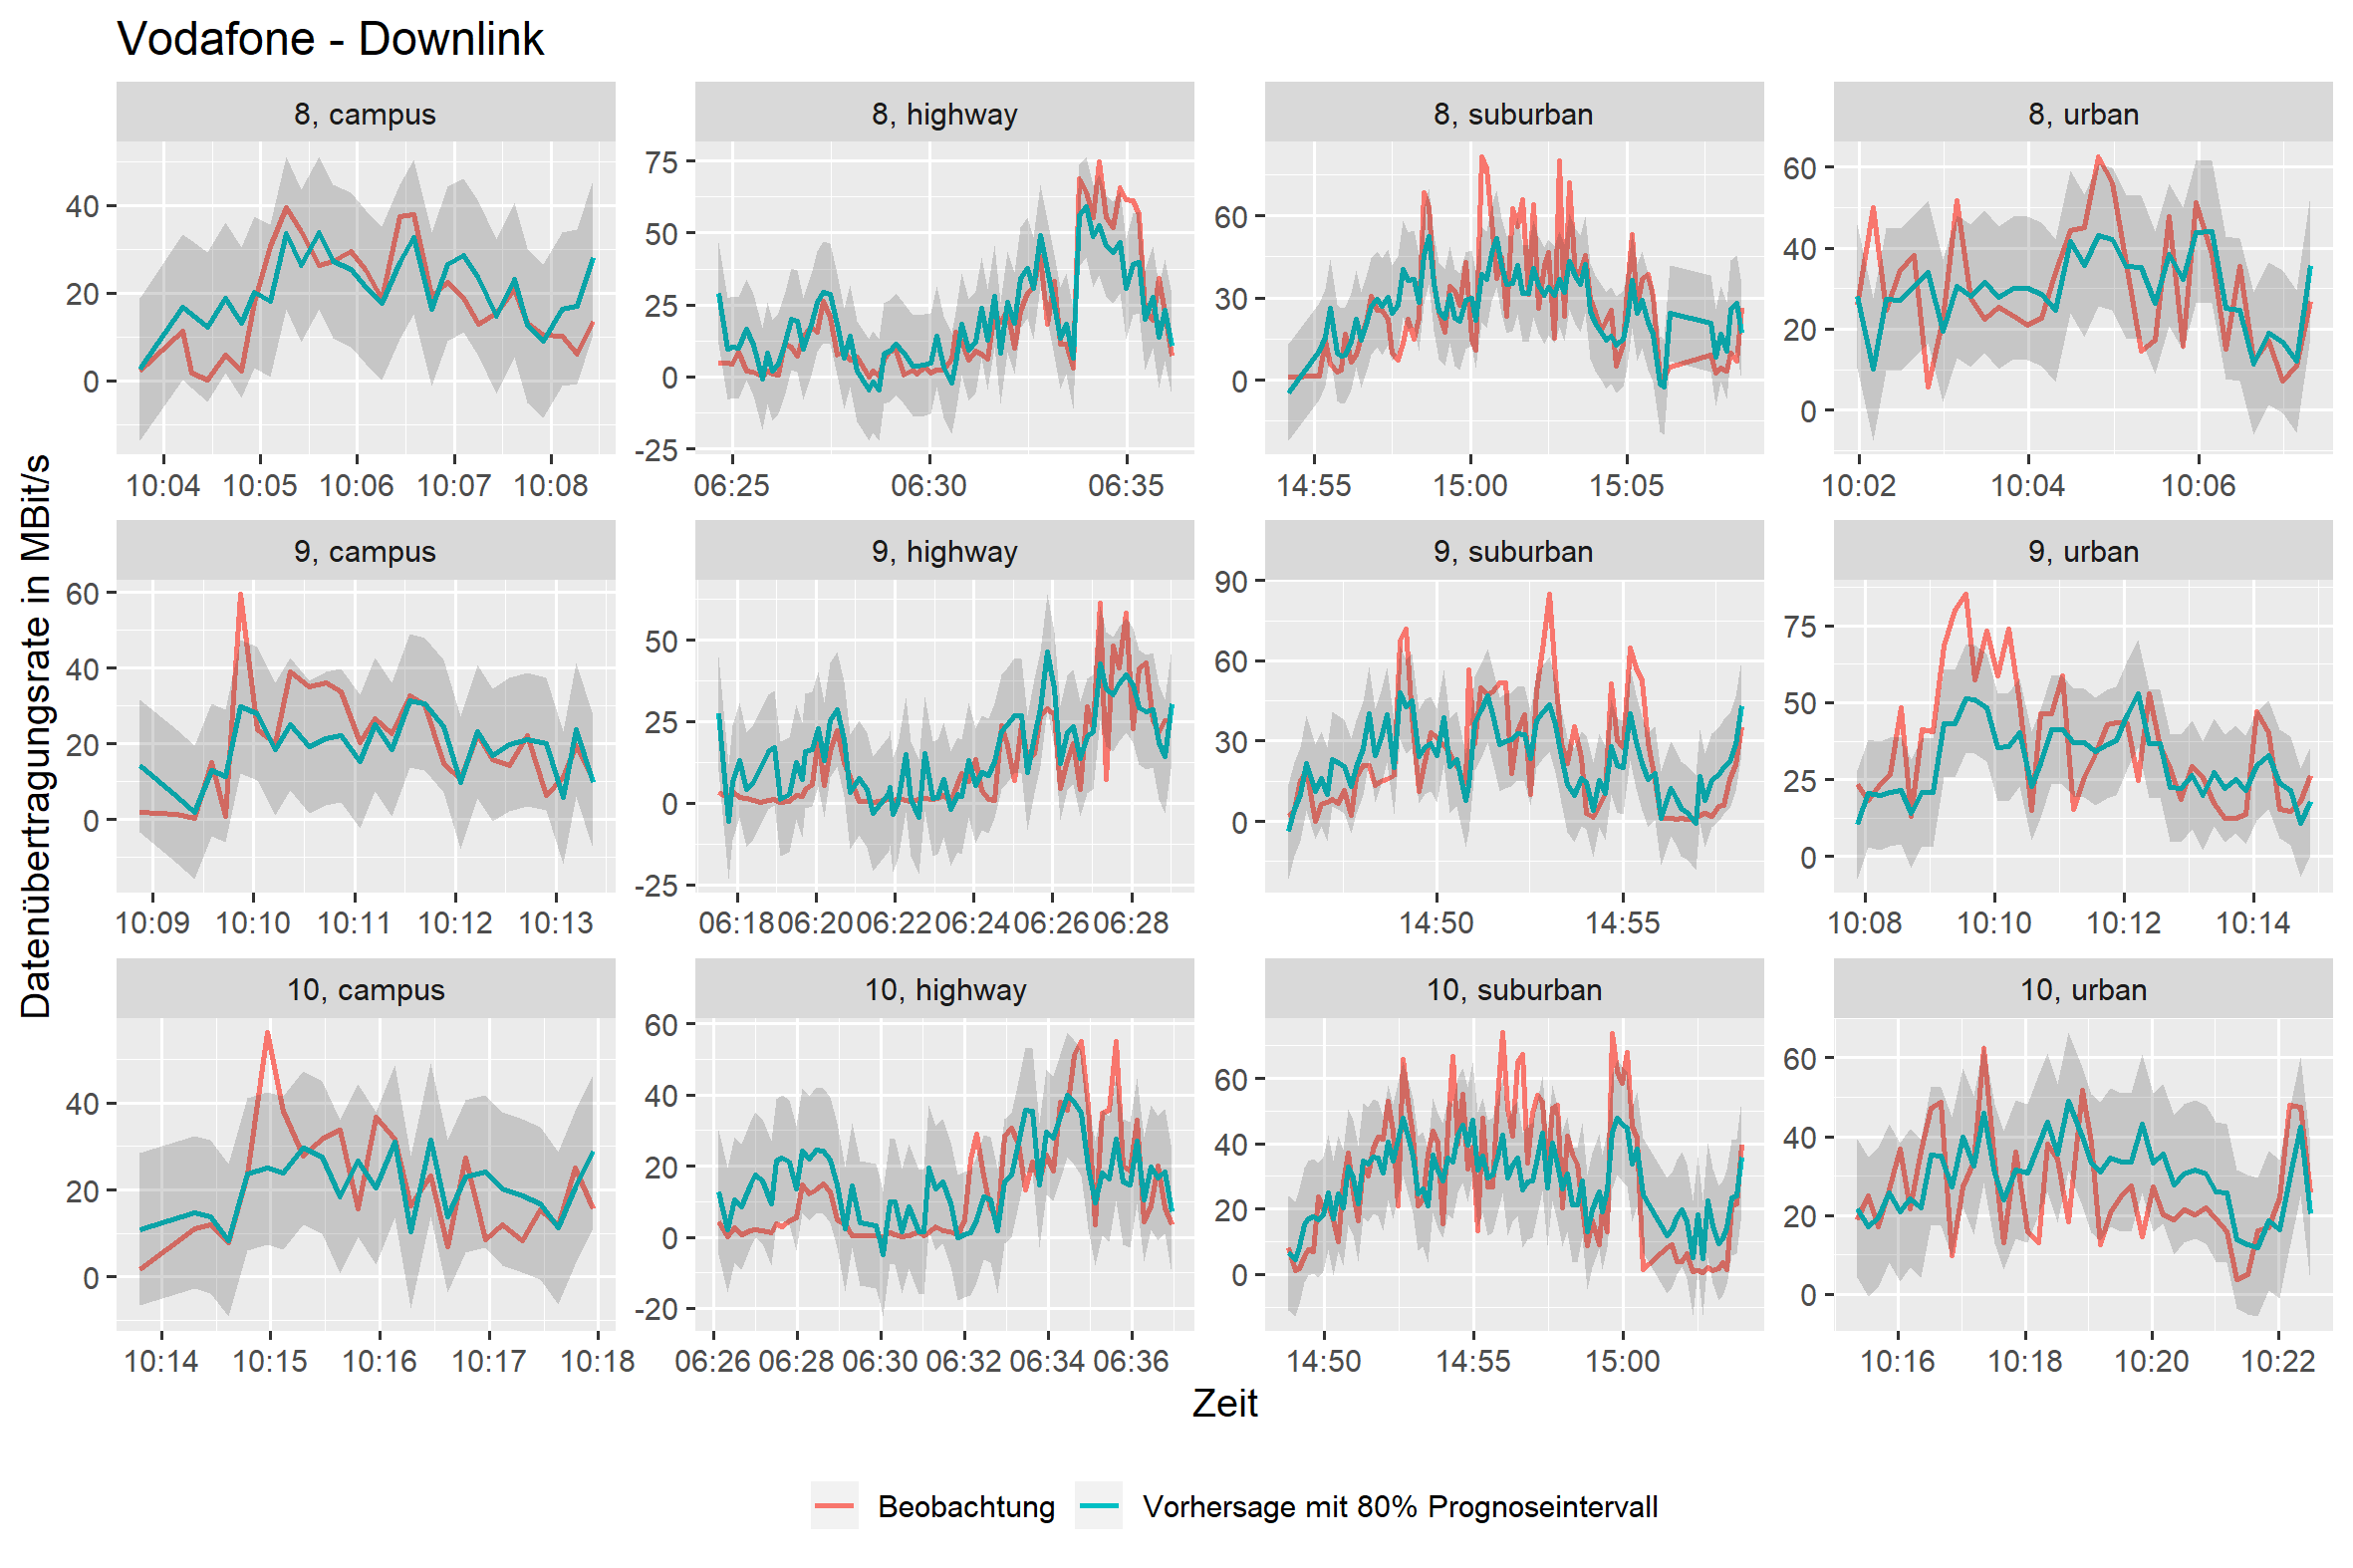 Vodafone - Downlink
8, campus
8, highway
8, suburban
8, urban
40
20
0
75
50
25
0
-25
60
30
0
60
40
20
0
10:04 10:05 10:06 10:07 10:08
06:25 06:30 06:35
14:55 15:00 15:05
10:02 10:04 10:06
9, campus
9, highway
9, suburban
9, urban
60
40
20
0
50
25
0
-25
90
60
30
0
75
50
25
0
10:09 10:10 10:11 10:12 10:13
06:18 06:20 06:22 06:24 06:26 06:28
14:50 14:55
10:08 10:10 10:12 10:14
10, campus
10, highway
10, suburban
10, urban
40
20
0
60
40
20
0
-20
60
40
20
0
60
40
20
0
10:14 10:15 10:16 10:17 10:18
06:26 06:28 06:30 06:32 06:34 06:36
14:50 14:55 15:00
10:16 10:18 10:20 10:22
Datenübertragungsrate in MBit/s
Zeit
Beobachtung
Vorhersage mit 80% Prognoseintervall